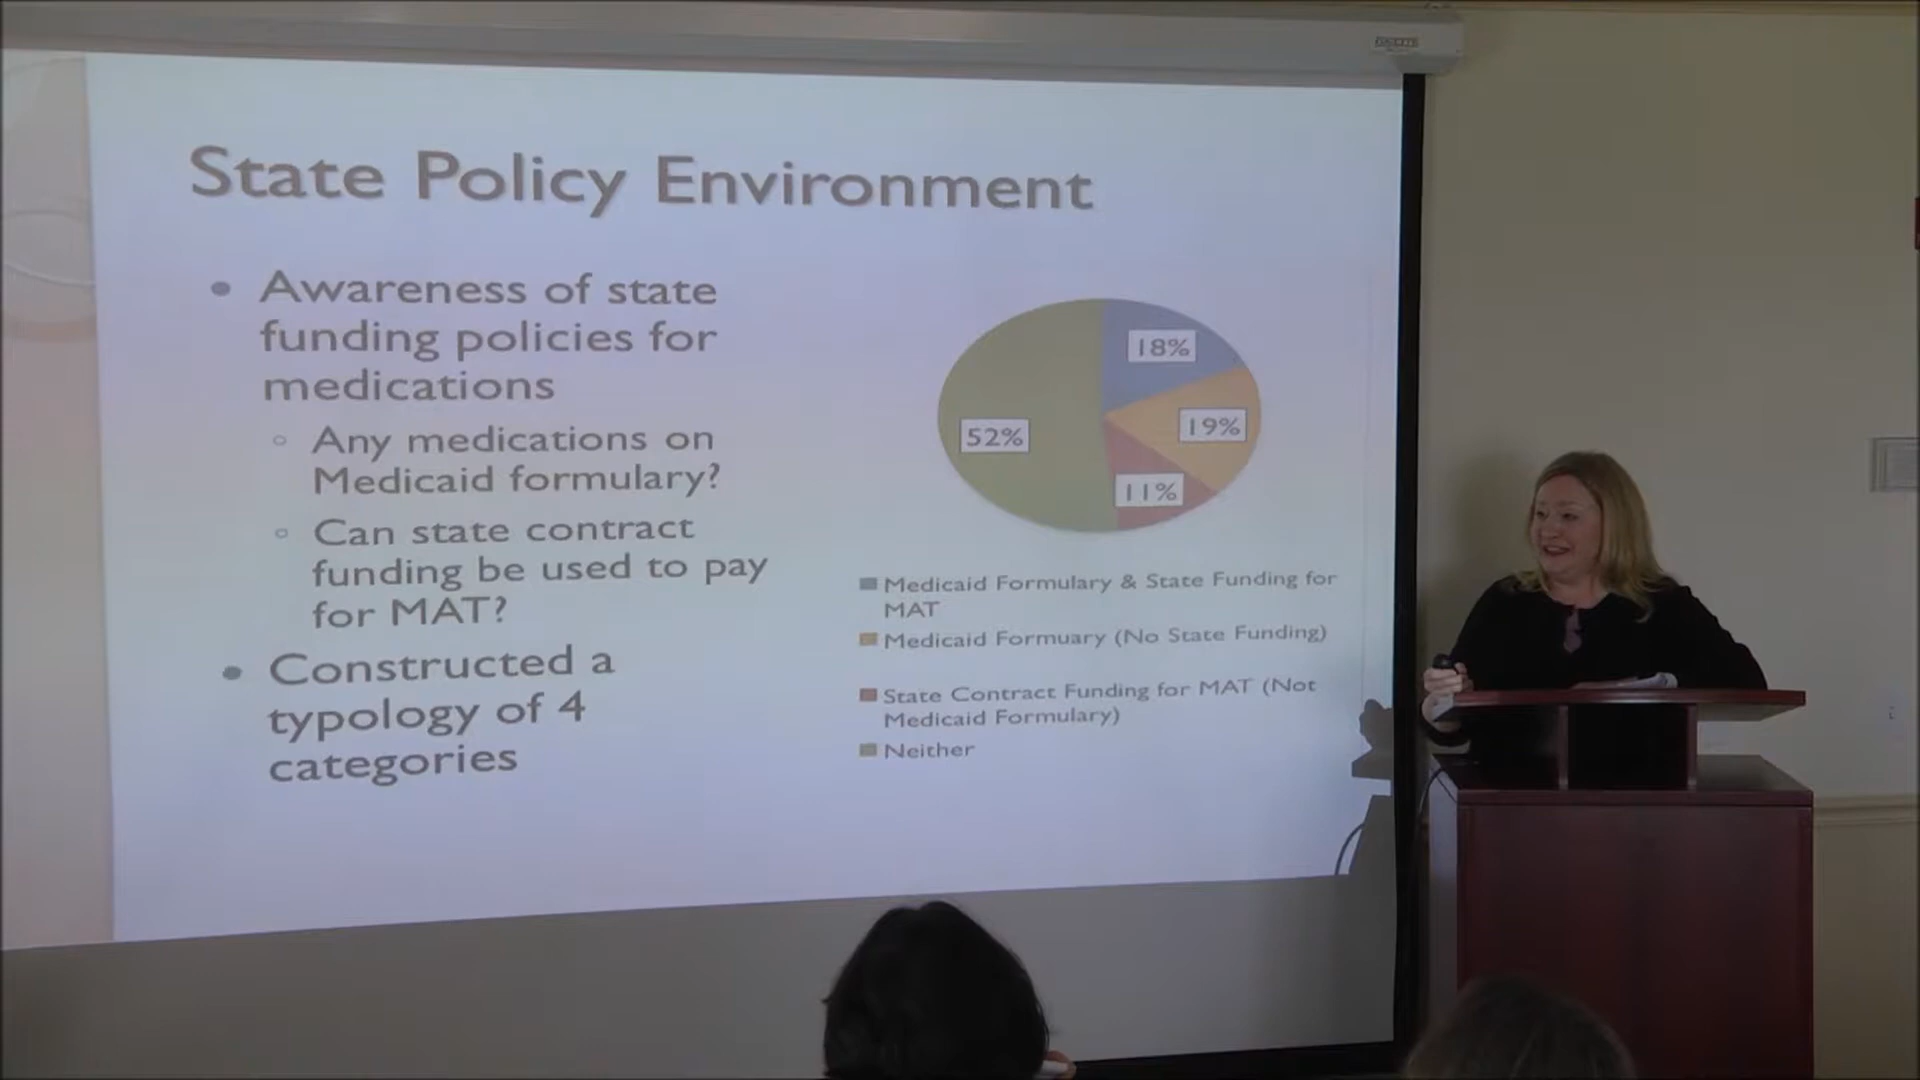 State Policy Environment
• Awareness of state
funding policies for
medications
○ Any medications on
Medicaid formulary?
○ Can state contract
funding be used to pay
for MAT?
• Constructed a
typology of 4
categories
18%
19%
52%
11%
Medicaid Formulary & State Funding for
MAT
Medicaid Formuary (No State Funding)
State Contract Funding for MAT (Not
Medicaid Formulary)
Neither